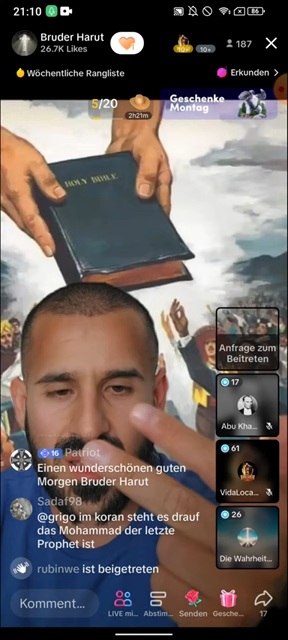 21:10
86
Bruder Harut
26.7K Likes
10+
187
Wöchentliche Rangliste
Erkunden
5/20
2h21m
Geschenke
Montag
HOLY BIBLE
Anfrage zum
Beitreten
17
Abu Kha...
61
VidaLoca...
26
Die Wahrheit...
16 Patriot
Einen wunderschönen guten
Morgen Bruder Harut
Sadaf98
@grigo im koran steht es drauf
das Mohammad der letzte
Prophet ist
rubinwe ist beigetreten
Komment...
LIVE mi...
Abstim...
Senden
Gesche...
17